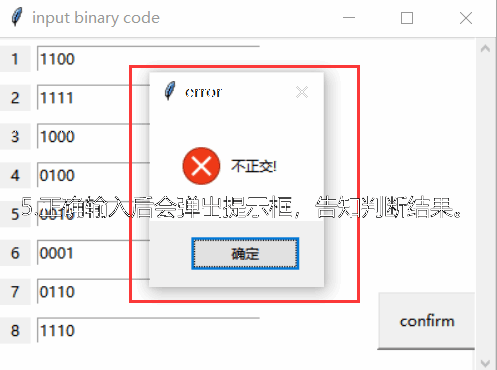 input binary code
1 1100
2 1111
3 1000
4 0100
5 0010
6 0001
7 0110
8 1110
error
不正交!
确定
5.正确输入后会弹出提示框，告知判断结果。
confirm